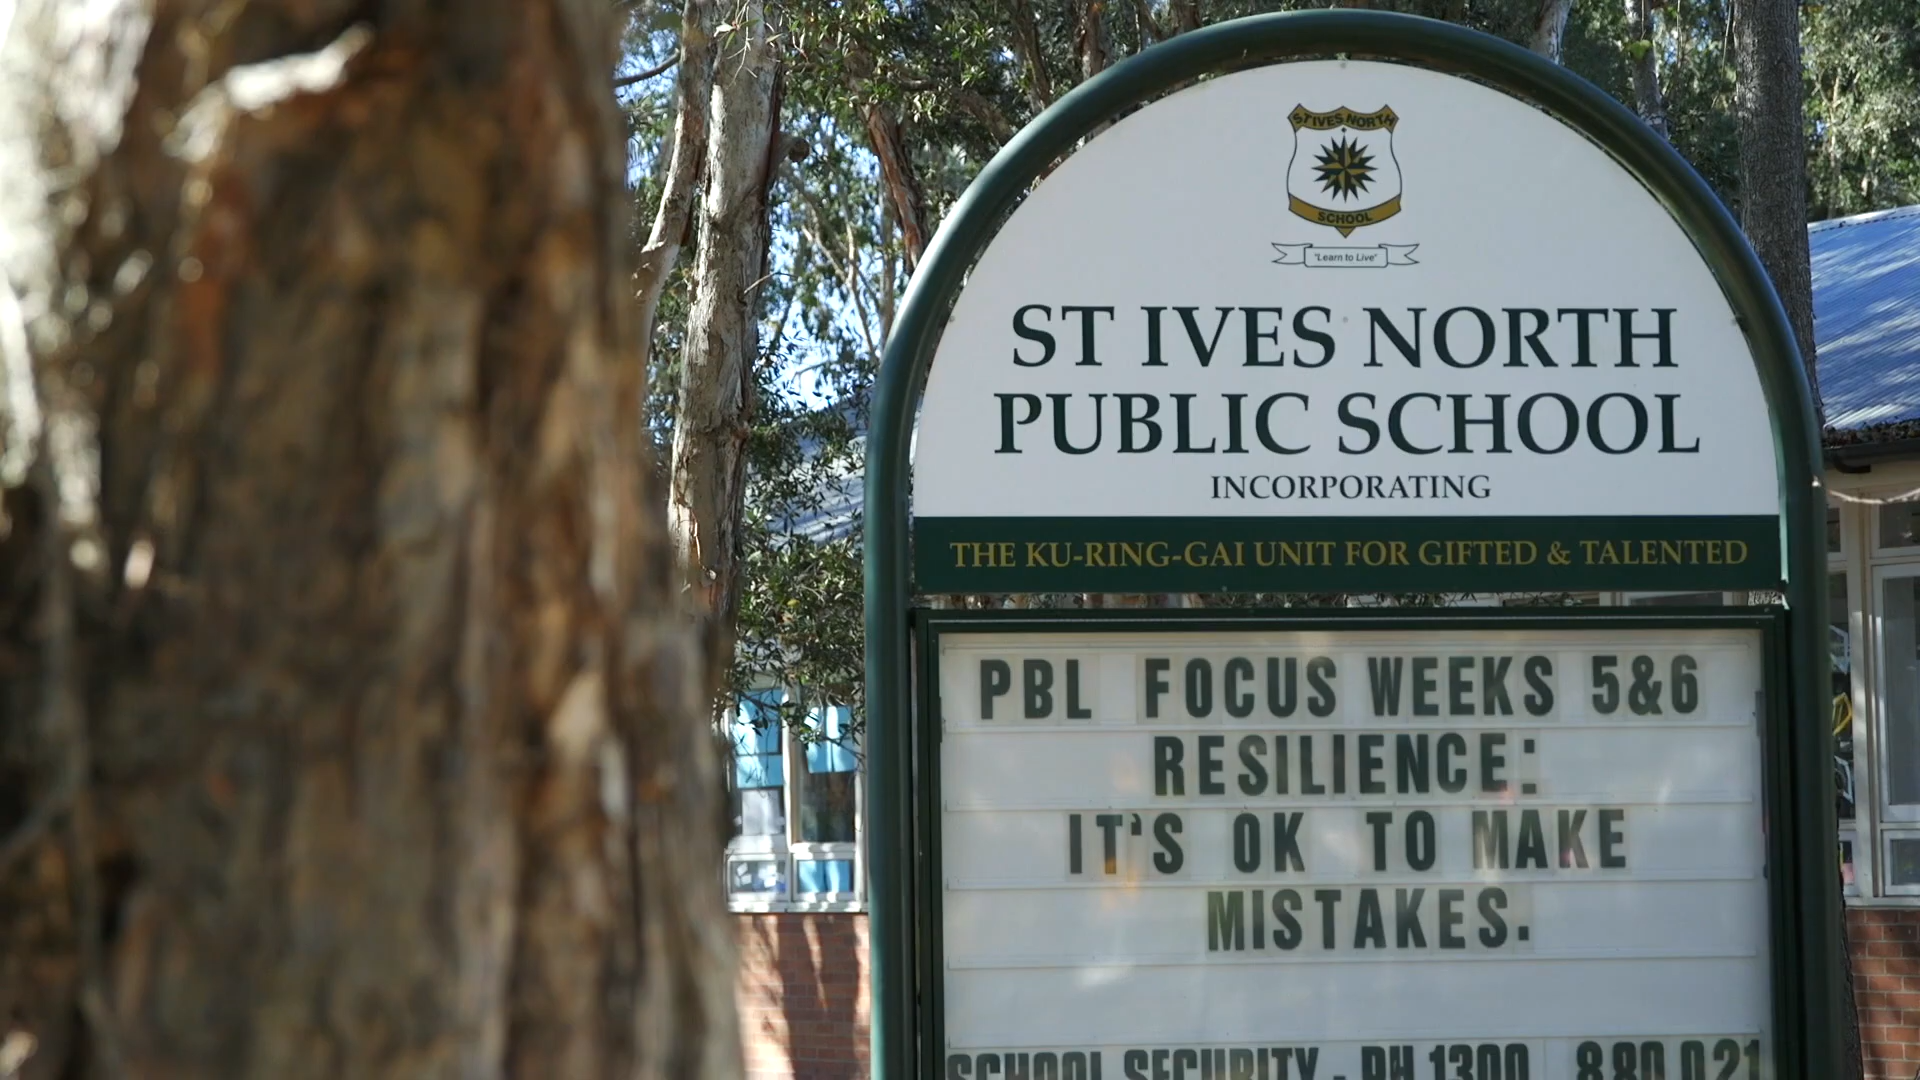 ST IVES NORTH
SCHOOL
"Learn to Live"
ST IVES NORTH
PUBLIC SCHOOL
INCORPORATING
THE KU-RING-GAI UNIT FOR GIFTED & TALENTED
PBL FOCUS WEEKS 5&6
RESILIENCE:
IT'S OK TO MAKE
MISTAKES.
SCHOOL SECURITY - PH 1300 880 021